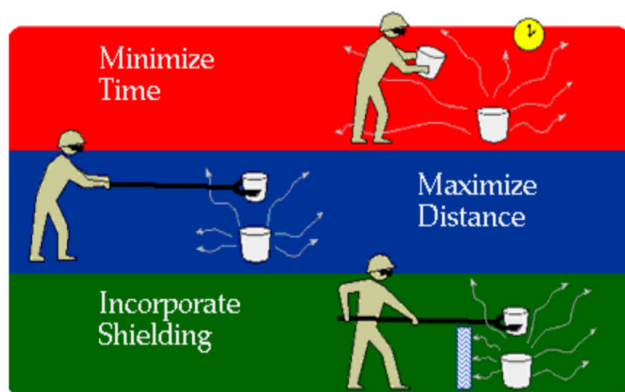 Minimize
Time
Maximize
Distance
Incorporate
Shielding